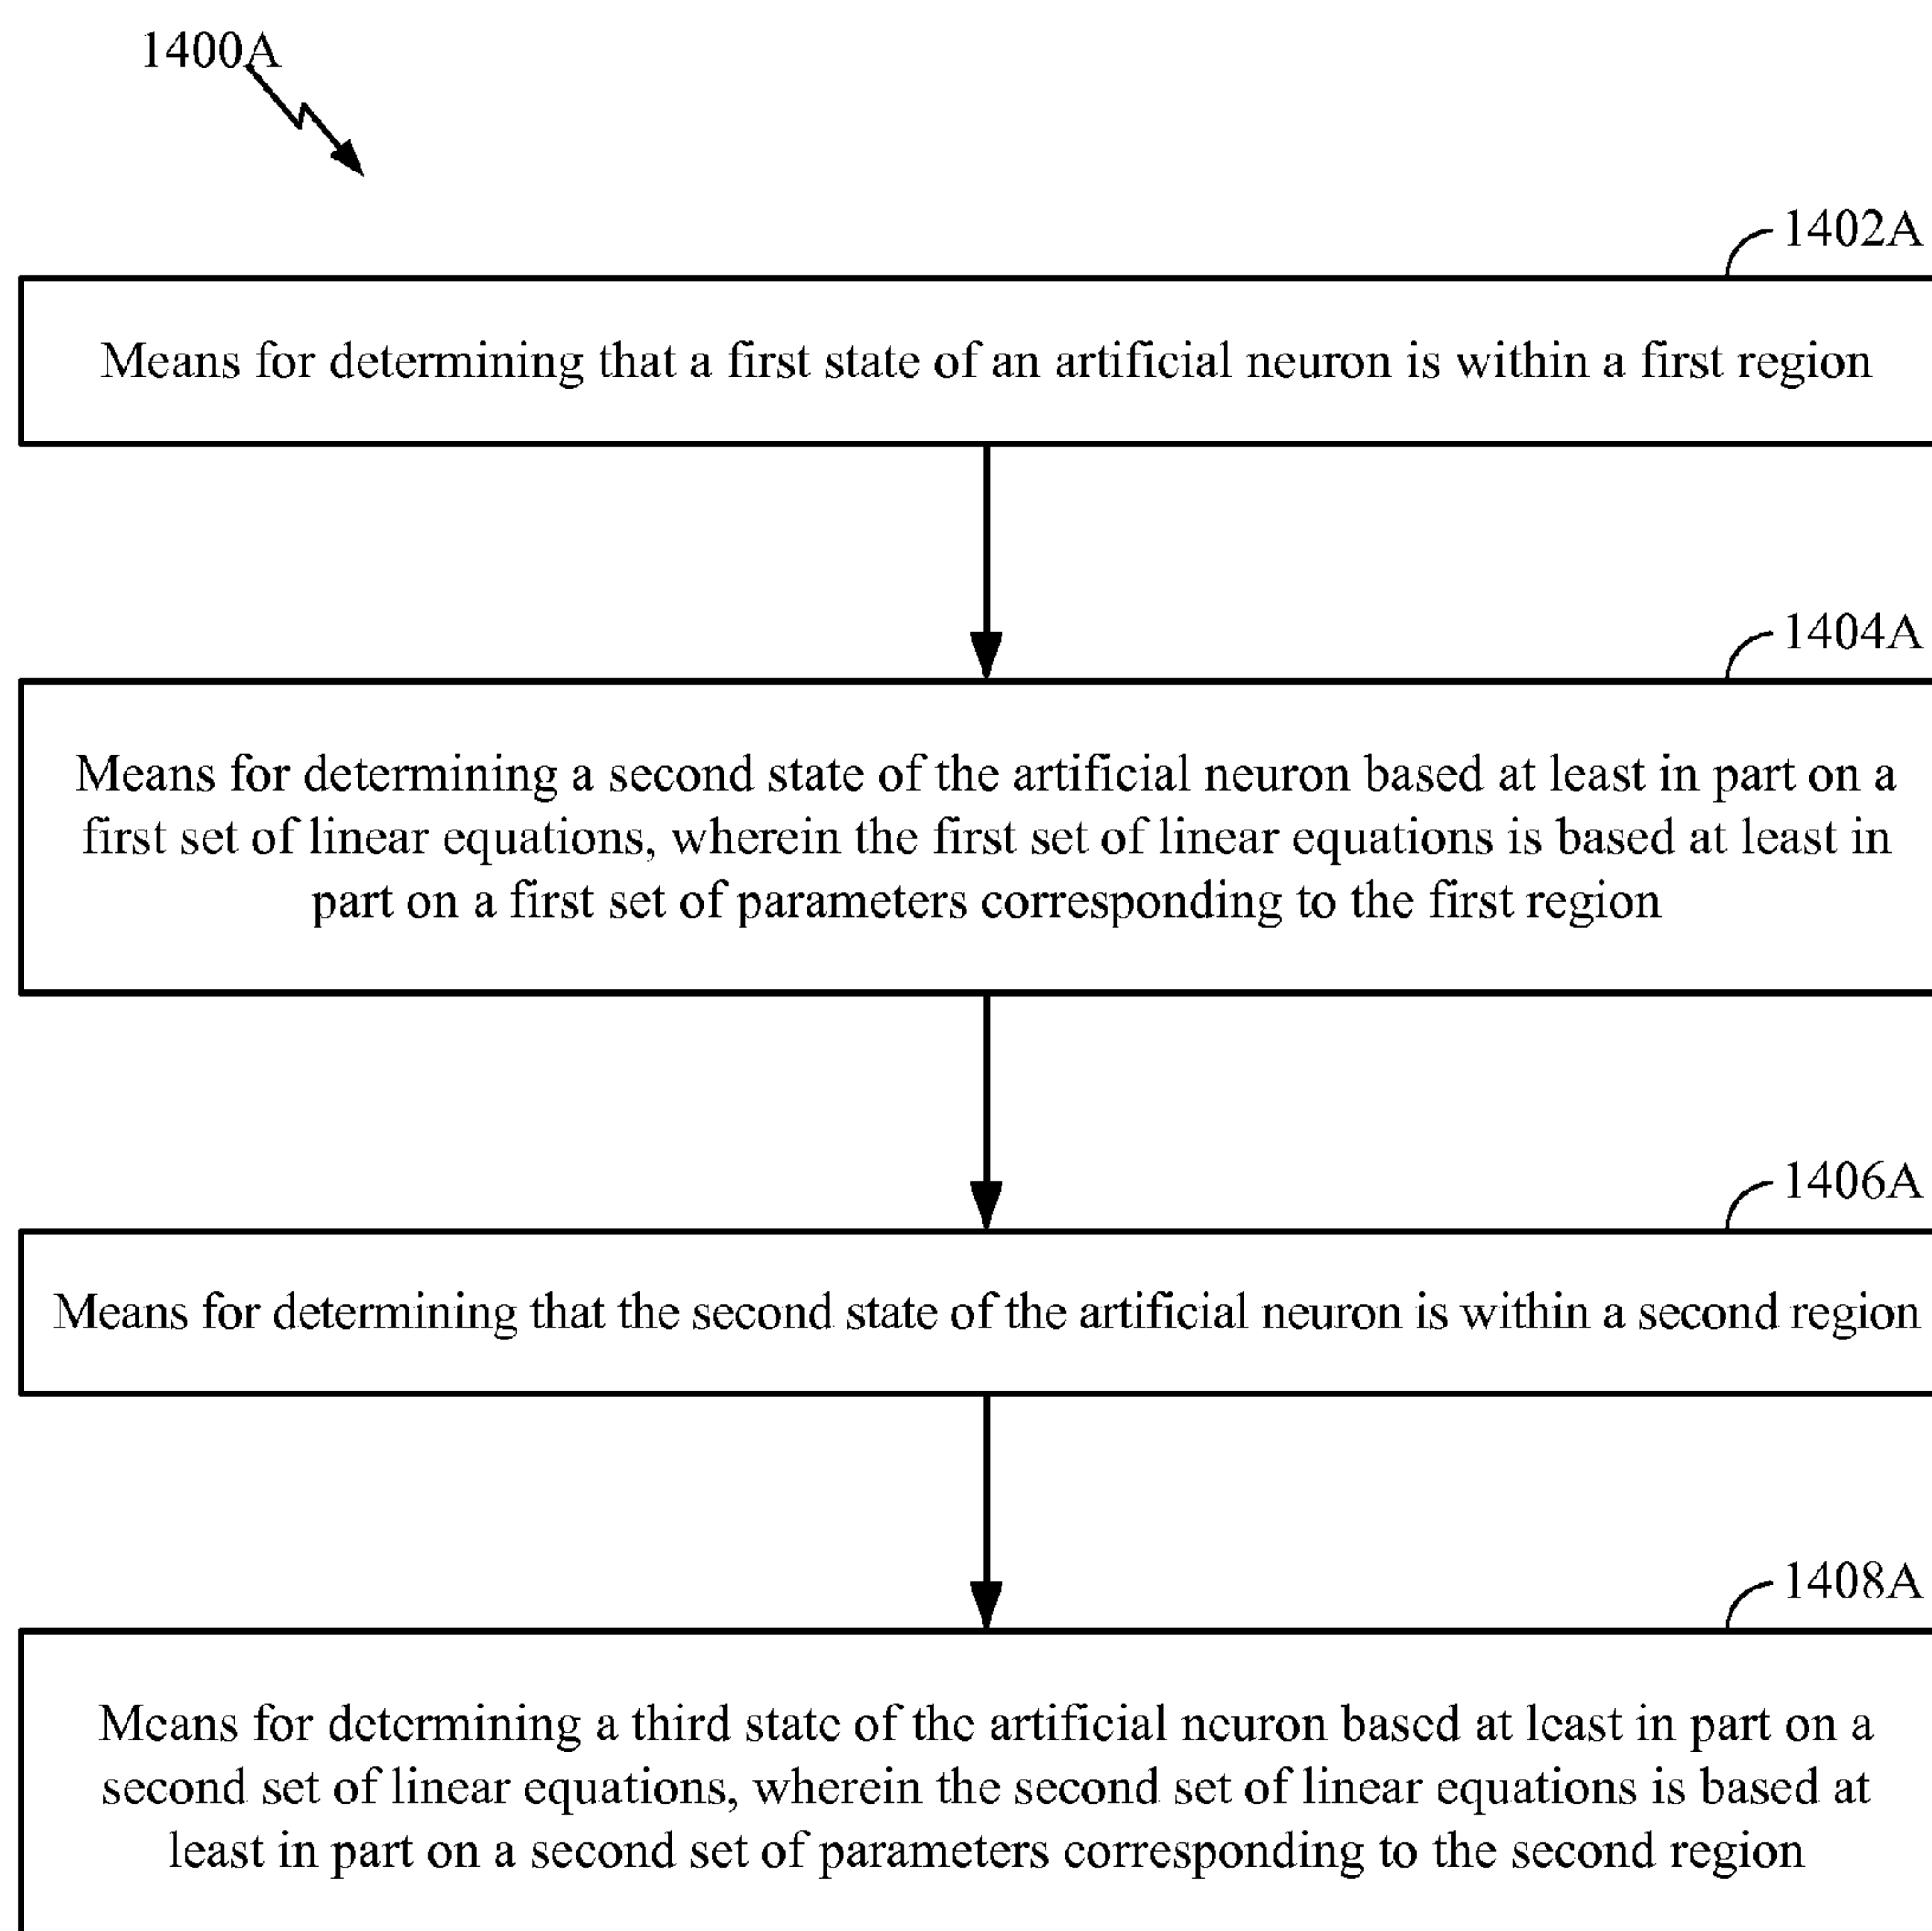 1400A
1402A
Means for determining that a first state of an artificial neuron is within a first region
1404A
Means for determining a second state of the artificial neuron based at least in part on a
first set of linear equations, wherein the first set of linear equations is based at least in
part on a first set of parameters corresponding to the first region
1406A
Means for determining that the second state of the artificial neuron is within a second region
1408A
Means for determining a third state of the artificial neuron based at least in part on a
second set of linear equations, wherein the second set of linear equations is based at
least in part on a second set of parameters corresponding to the second region